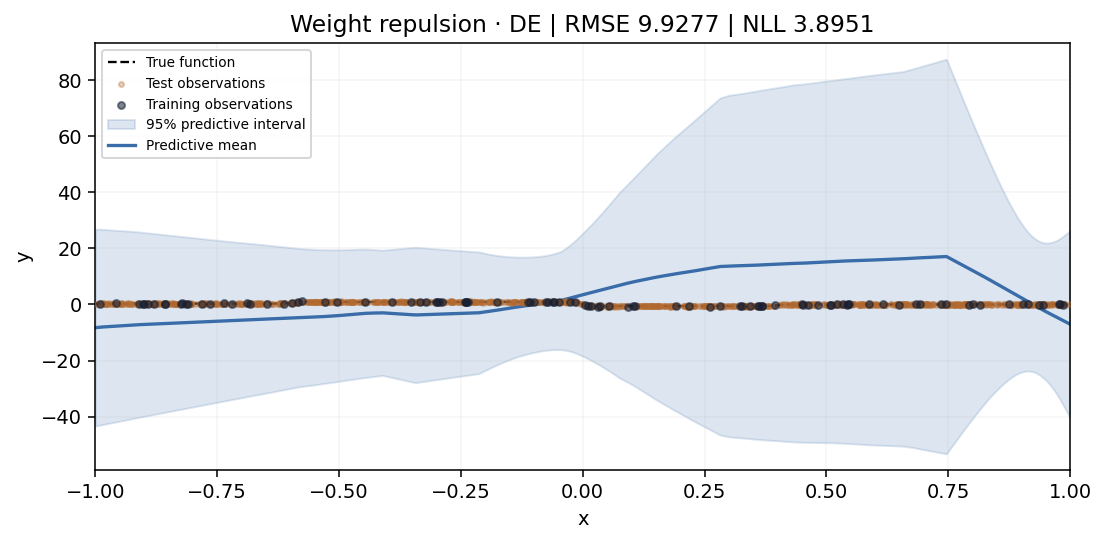 Weight repulsion · DE | RMSE 9.9277 | NLL 3.8951
True function
Test observations
Training observations
95% predictive interval
Predictive mean
y
80
60
40
20
0
−20
−40
−1.00 −0.75 −0.50 −0.25 0.00 0.25 0.50 0.75 1.00
x